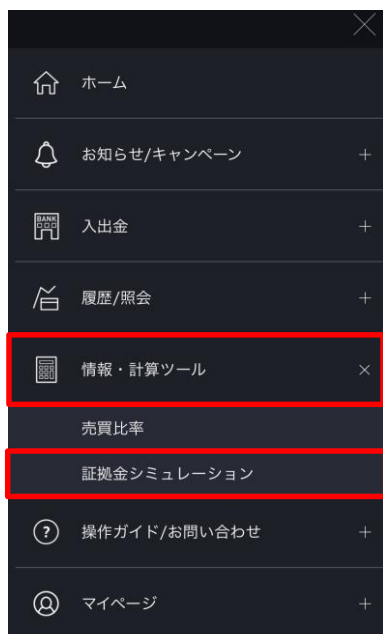 ホーム
お知らせ/キャンペーン
BANK
入出金
履歴/照会
情報・計算ツール
売買比率
証拠金シミュレーション
? 操作ガイド/お問い合わせ
マイページ